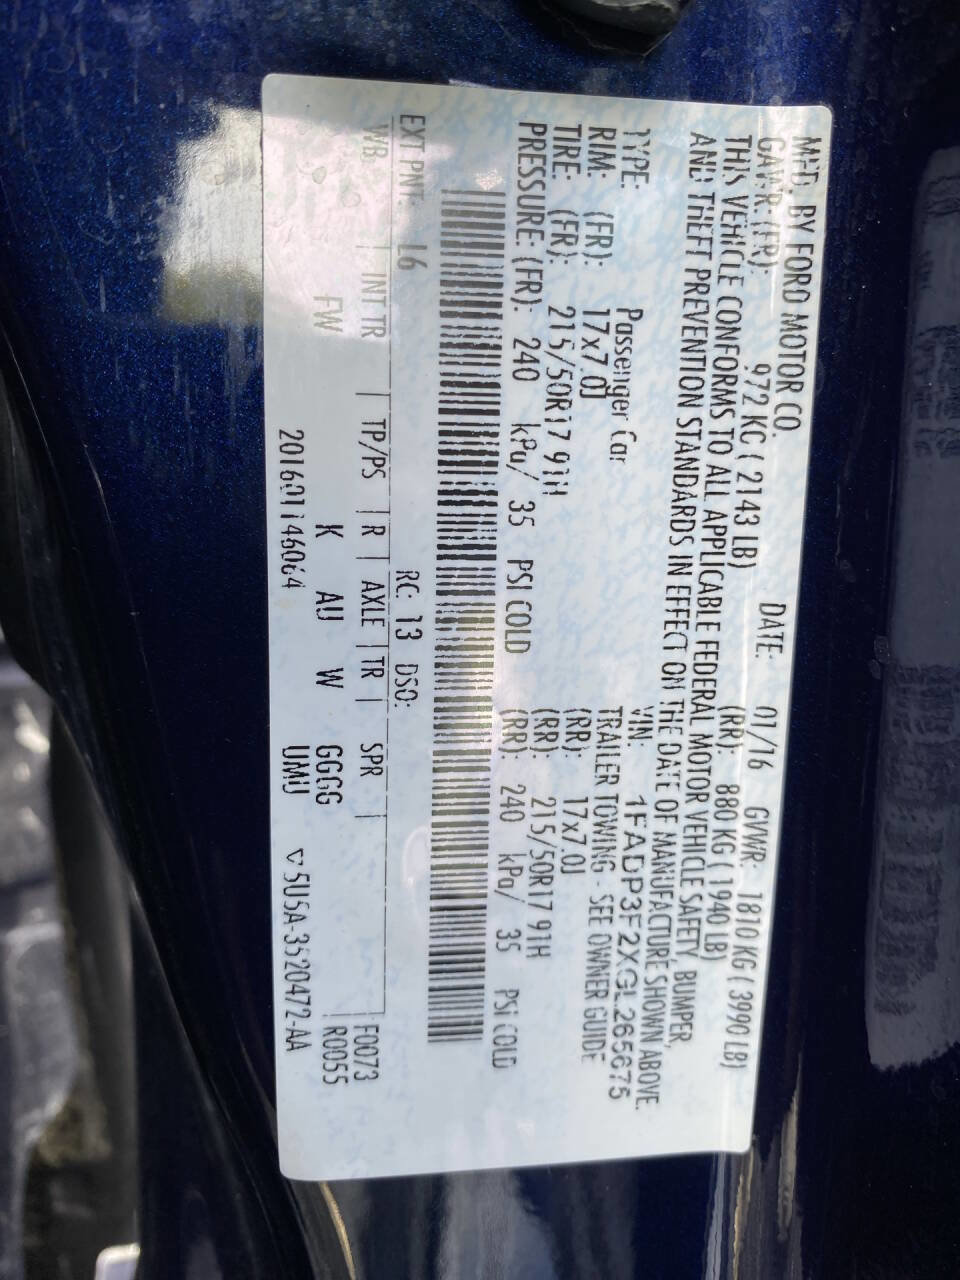 MFD. BY FORD MOTOR CO. DATE: 01/16 GVWR: 1810 KG ( 3990 LB)
GAWR: (FR): 972 KG ( 2143 LB) (RR): 880 KG ( 1940 LB)
THIS VEHICLE CONFORMS TO ALL APPLICABLE FEDERAL MOTOR VEHICLE SAFETY, BUMPER,
AND THEFT PREVENTION STANDARDS IN EFFECT ON THE DATE OF MANUFACTURE SHOWN ABOVE.
VIN: 1FADP3F2XGL265675
TYPE: Passenger Car TRAILER TOWING - SEE OWNER GUIDE
RIM: (FR): 17x7.0J (RR): 17x7.0J
TIRE: (FR): 215/50R17 91H (RR): 215/50R17 91H
PRESSURE: (FR): 240 kPa/ 35 PSI COLD (RR): 240 kPa/ 35 PSI COLD
EXT PNT: L6 RC: 13 DSO: F0073
WB INT TR TP/PS R AXLE TR SPR R0055
FW K AU W GGGG
201601146064 UMU ▽5U5A-3520472-AA